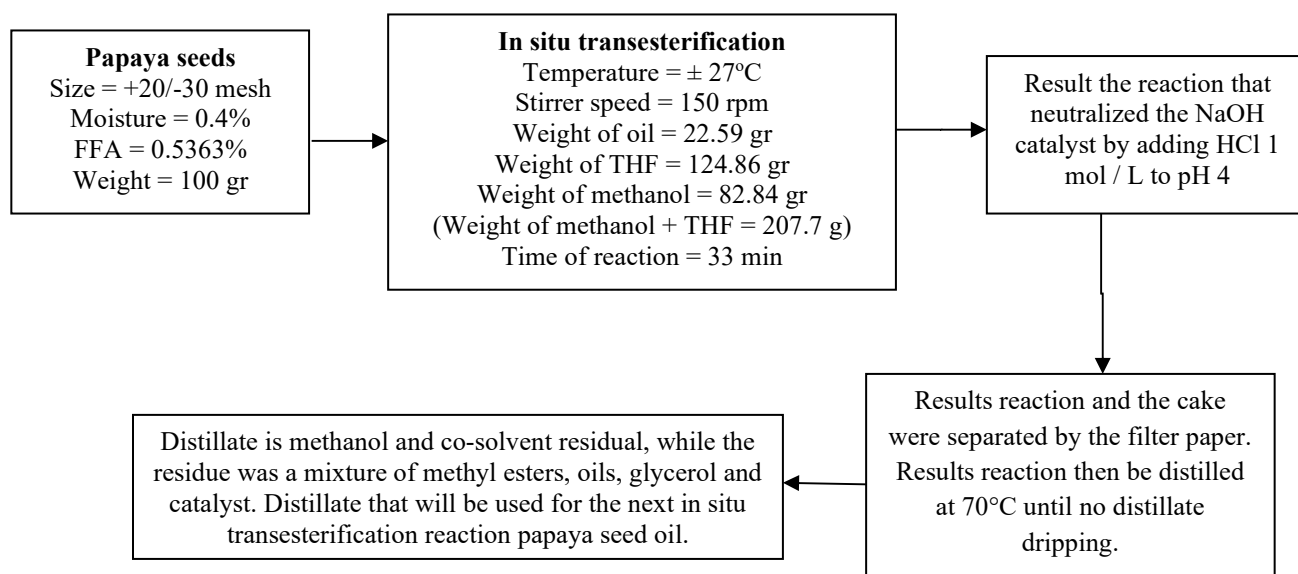 Papaya seeds
Size = +20/-30 mesh
Moisture = 0.4%
FFA = 0.5363%
Weight = 100 gr
In situ transesterification
Temperature = ± 27ºC
Stirrer speed = 150 rpm
Weight of oil = 22.59 gr
Weight of THF = 124.86 gr
Weight of methanol = 82.84 gr
(Weight of methanol + THF = 207.7 g)
Time of reaction = 33 min
Result the reaction that
neutralized the NaOH
catalyst by adding HCl 1
mol / L to pH 4
Results reaction and the cake
were separated by the filter paper.
Results reaction then be distilled
at 70°C until no distillate
dripping.
Distillate is methanol and co-solvent residual, while the
residue was a mixture of methyl esters, oils, glycerol and
catalyst. Distillate that will be used for the next in situ
transesterification reaction papaya seed oil.